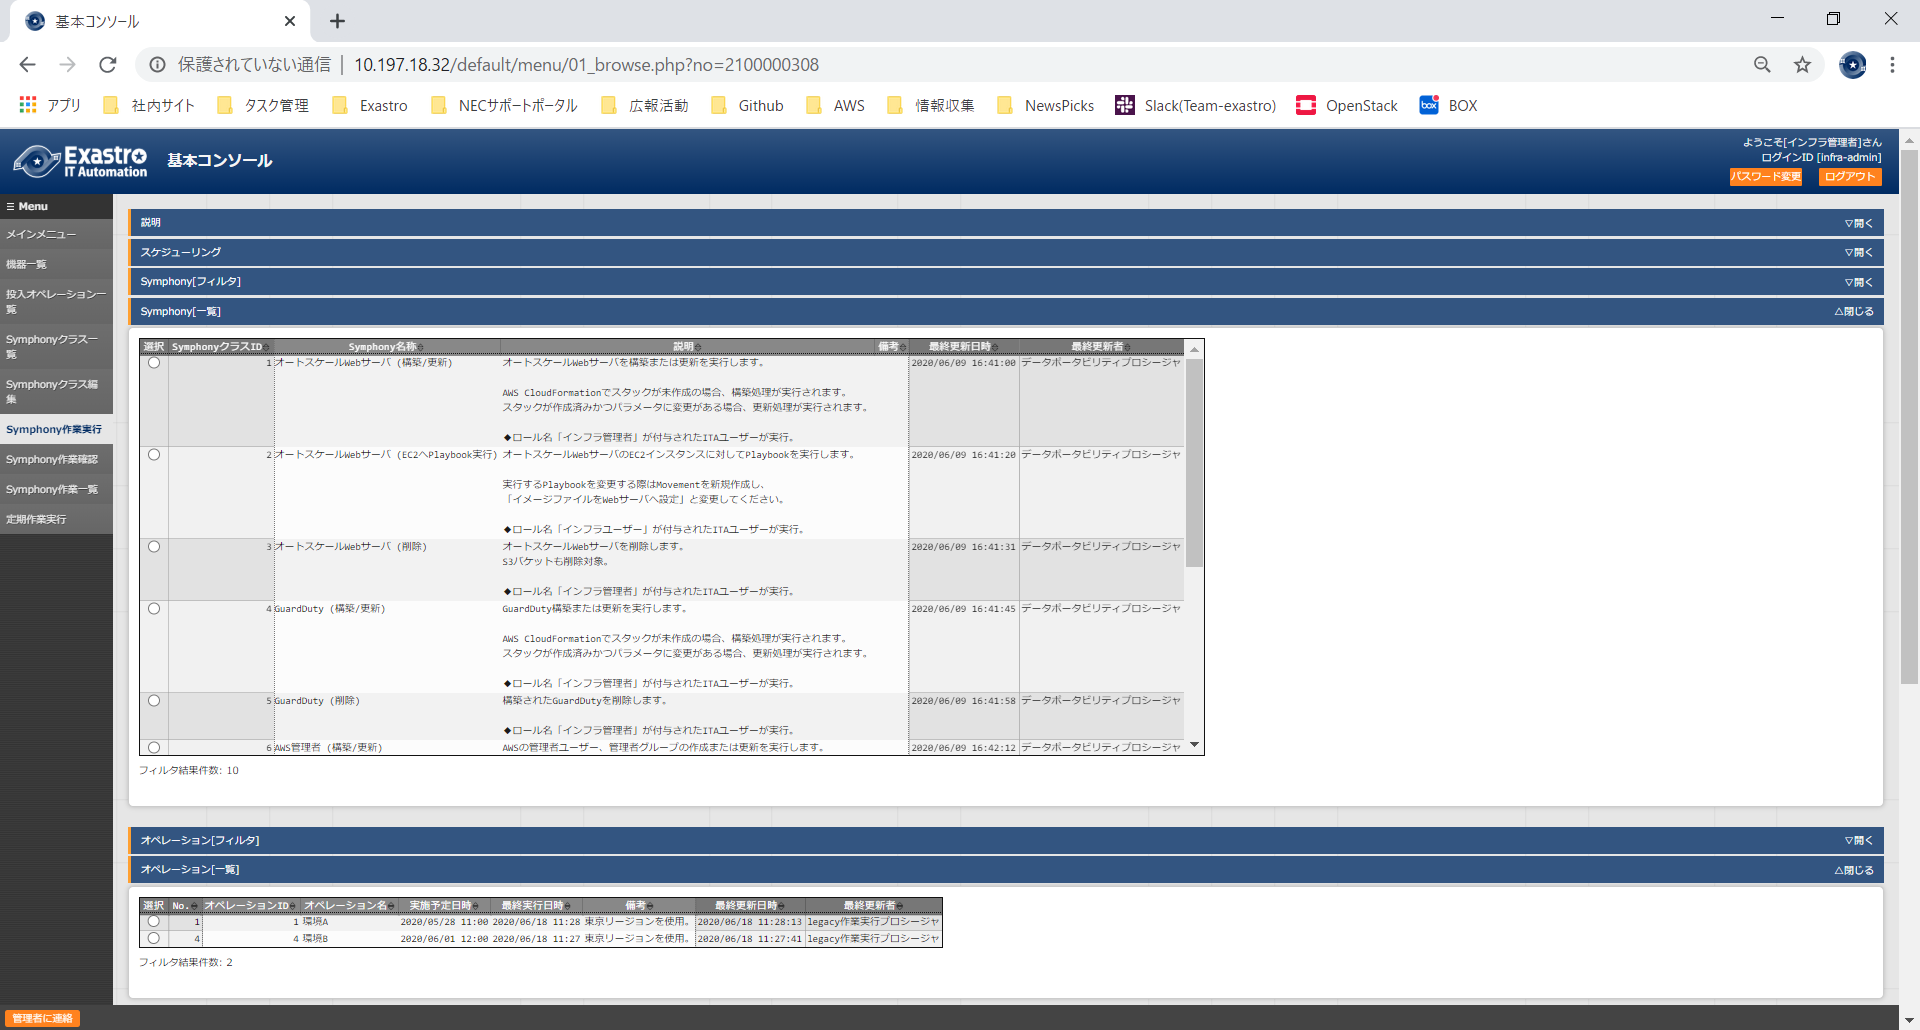 基本コンソール
保護されていない通信 | 10.197.18.32/default/menu/01_browse.php?no=2100000308
アプリ 社内サイト タスク管理 Exastro NECサポートポータル 広報活動 Github AWS 情報収集 NewsPicks Slack(Team-exastro) OpenStack BOX
Exastro IT Automation 基本コンソール
ようこそ[インフラ管理者]さん
ログインID [infra-admin]
パスワード変更 ログアウト
☰ Menu
メインメニュー
機器一覧
投入オペレーション一
覧
Symphonyクラス一
覧
Symphonyクラス編
集
Symphony作業実行
Symphony作業確認
Symphony作業一覧
定期作業実行
説明 ▽開く
スケジューリング ▽開く
Symphony[フィルタ] ▽開く
Symphony[一覧] △閉じる
選択 SymphonyクラスID Symphony名称 説明 備考 最終更新日時 最終更新者
1 オートスケールWebサーバ (構築/更新) オートスケールWebサーバを構築または更新を実行します。 2020/06/09 16:41:00 データポータビリティプロシージャ
AWS CloudFormationでスタックが未作成の場合、構築処理が実行されます。
スタックが作成済みかつパラメータに変更がある場合、更新処理が実行されます。
◆ロール名「インフラ管理者」が付与されたITAユーザーが実行。
2 オートスケールWebサーバ (EC2へPlaybook実行) オートスケールWebサーバのEC2インスタンスに対してPlaybookを実行します。 2020/06/09 16:41:20 データポータビリティプロシージャ
実行するPlaybookを変更する際はMovementを新規作成し、
「イメージファイルをWebサーバへ設定」と変更してください。
◆ロール名「インフラユーザー」が付与されたITAユーザーが実行。
3 オートスケールWebサーバ (削除) オートスケールWebサーバを削除します。 2020/06/09 16:41:31 データポータビリティプロシージャ
S3バケットも削除対象。
◆ロール名「インフラ管理者」が付与されたITAユーザーが実行。
4 GuardDuty (構築/更新) GuardDuty構築または更新を実行します。 2020/06/09 16:41:45 データポータビリティプロシージャ
AWS CloudFormationでスタックが未作成の場合、構築処理が実行されます。
スタックが作成済みかつパラメータに変更がある場合、更新処理が実行されます。
◆ロール名「インフラ管理者」が付与されたITAユーザーが実行。
5 GuardDuty (削除) 構築されたGuardDutyを削除します。 2020/06/09 16:41:58 データポータビリティプロシージャ
◆ロール名「インフラ管理者」が付与されたITAユーザーが実行。
6 AWS管理者 (構築/更新) AWSの管理者ユーザー、管理者グループの作成または更新を実行します。 2020/06/09 16:42:12 データポータビリティプロシージャ
フィルタ結果件数: 10
オペレーション[フィルタ] ▽開く
オペレーション[一覧] △閉じる
選択 No. オペレーションID オペレーション名 実施予定日時 最終実行日時 備考 最終更新日時 最終更新者
1 1 環境A 2020/05/28 11:00 2020/06/18 11:28 東京リージョンを使用。 2020/06/18 11:28:13 legacy作業実行プロシージャ
4 4 環境B 2020/06/01 12:00 2020/06/18 11:27 東京リージョンを使用。 2020/06/18 11:27:41 legacy作業実行プロシージャ
フィルタ結果件数: 2
管理者に連絡